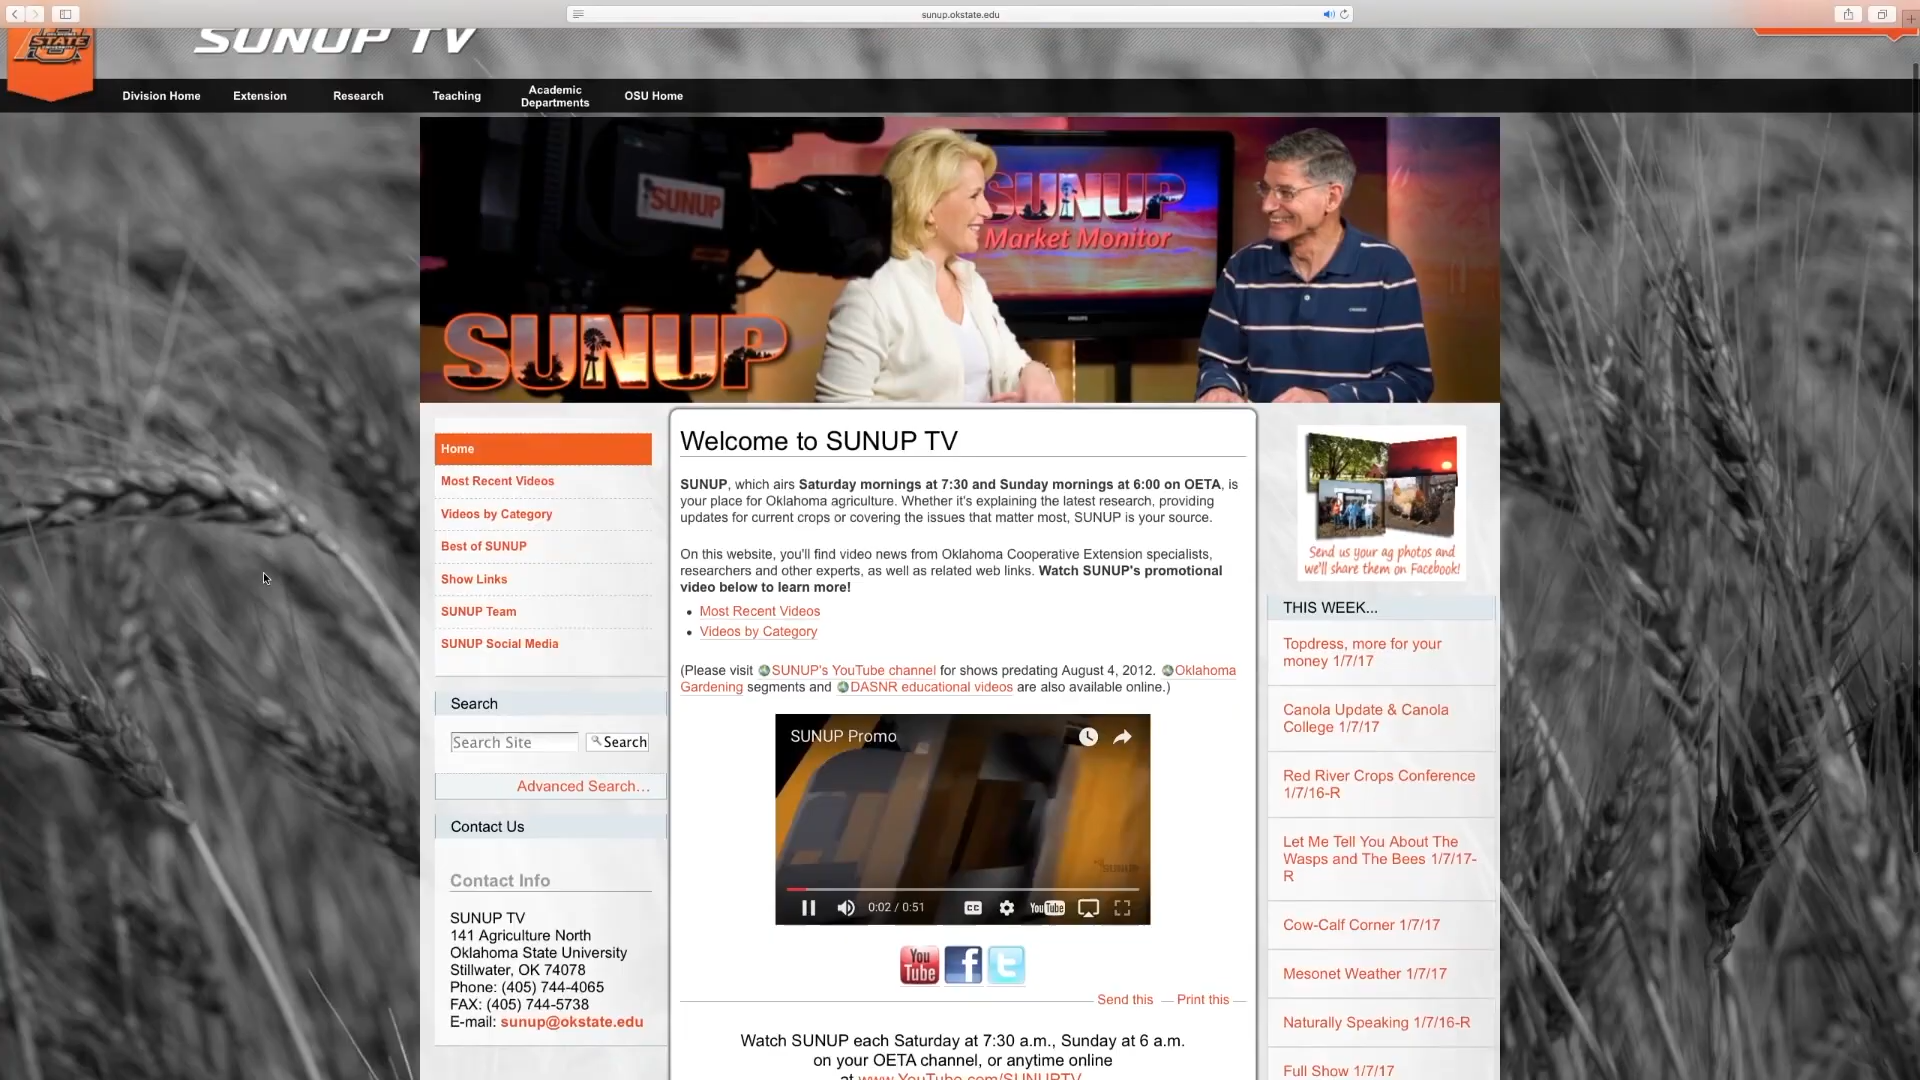 sunup.okstate.edu
STATE
SUNUP TV
Division Home
Extension
Research
Teaching
Academic
Departments
OSU Home
SUNUP
SUNUP
Market Monitor
PHILIPS
SUNUP
Home
Most Recent Videos
Videos by Category
Best of SUNUP
Show Links
SUNUP Team
SUNUP Social Media
Search
Search Site
Search
Advanced Search...
Contact Us
Contact Info
SUNUP TV
141 Agriculture North
Oklahoma State University
Stillwater, OK 74078
Phone: (405) 744-4065
FAX: (405) 744-5738
E-mail: sunup@okstate.edu
Welcome to SUNUP TV
SUNUP, which airs Saturday mornings at 7:30 and Sunday mornings at 6:00 on OETA, is
your place for Oklahoma agriculture. Whether it's explaining the latest research, providing
updates for current crops or covering the issues that matter most, SUNUP is your source.
On this website, you'll find video news from Oklahoma Cooperative Extension specialists,
researchers and other experts, as well as related web links. Watch SUNUP's promotional
video below to learn more!
• Most Recent Videos
• Videos by Category
(Please visit SUNUP's YouTube channel for shows predating August 4, 2012. Oklahoma
Gardening segments and DASNR educational videos are also available online.)
SUNUP Promo
SUNUP
0:02 / 0:51
CC
YouTube
You
Tube
Send this
Print this
Watch SUNUP each Saturday at 7:30 a.m., Sunday at 6 a.m.
on your OETA channel, or anytime online
at www.YouTube.com/SUNUPTV
Send us your ag photos and
we'll share them on Facebook!
THIS WEEK...
Topdress, more for your
money 1/7/17
Canola Update & Canola
College 1/7/17
Red River Crops Conference
1/7/16-R
Let Me Tell You About The
Wasps and The Bees 1/7/17-
R
Cow-Calf Corner 1/7/17
Mesonet Weather 1/7/17
Naturally Speaking 1/7/16-R
Full Show 1/7/17